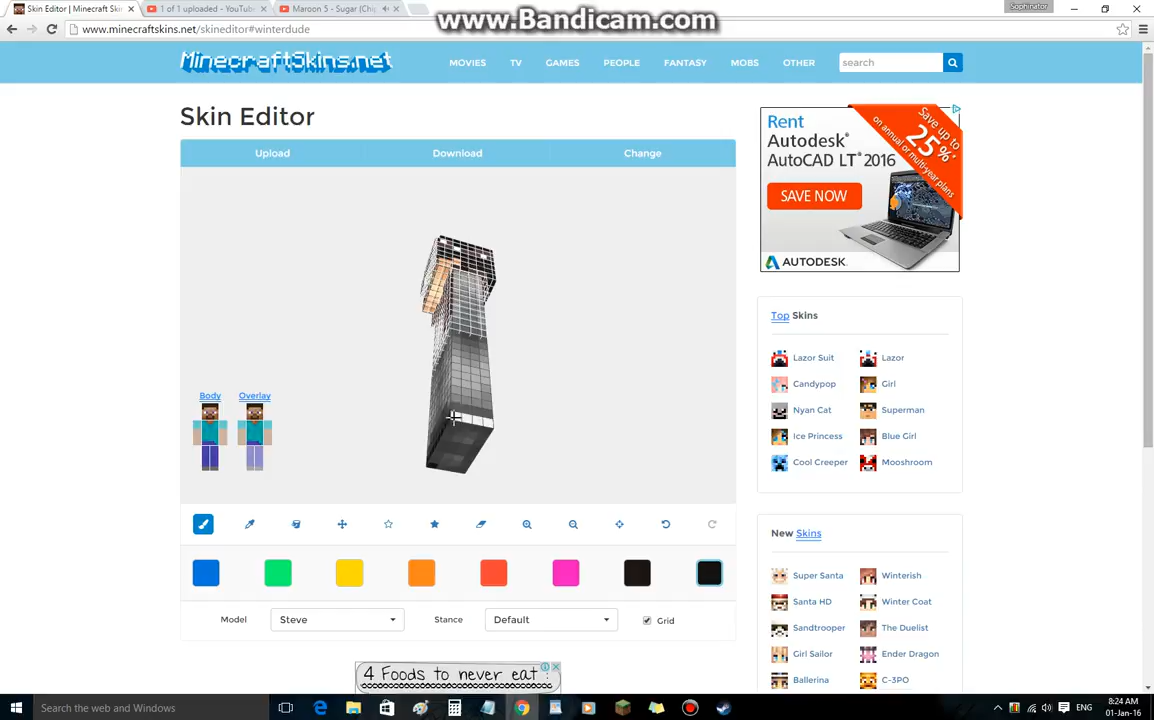 Skin Editor | Minecraft Skin
1 of 1 uploaded - YouTube
Maroon 5 - Sugar (Chip
www.Bandicam.com
Sophinator
www.minecraftskins.net/skineditor#winterdude
MinecraftSkins.net
MOVIES TV GAMES PEOPLE FANTASY MOBS OTHER
search
Skin Editor
Upload Download Change
Body Overlay
Model Steve Stance Default Grid
4 Foods to never eat :
Rent
Autodesk®
AutoCAD LT® 2016
SAVE NOW
Save up to
25%*
on annual or multi-year plans
AUTODESK.
Top Skins
Lazor Suit Lazor
Candypop Girl
Nyan Cat Superman
Ice Princess Blue Girl
Cool Creeper Mooshroom
New Skins
Super Santa Winterish
Santa HD Winter Coat
Sandtrooper The Duelist
Girl Sailor Ender Dragon
Ballerina C-3PO
Search the web and Windows
ENG
8:24 AM
01-Jan-16